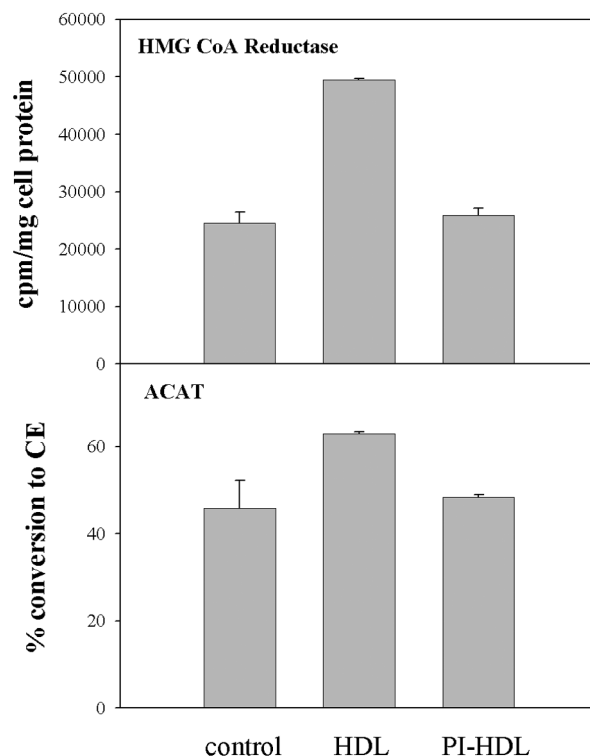 HMG CoA Reductase
cpm/mg cell protein
60000
50000
40000
30000
20000
10000
0
ACAT
% conversion to CE
60
40
20
0
control HDL PI-HDL